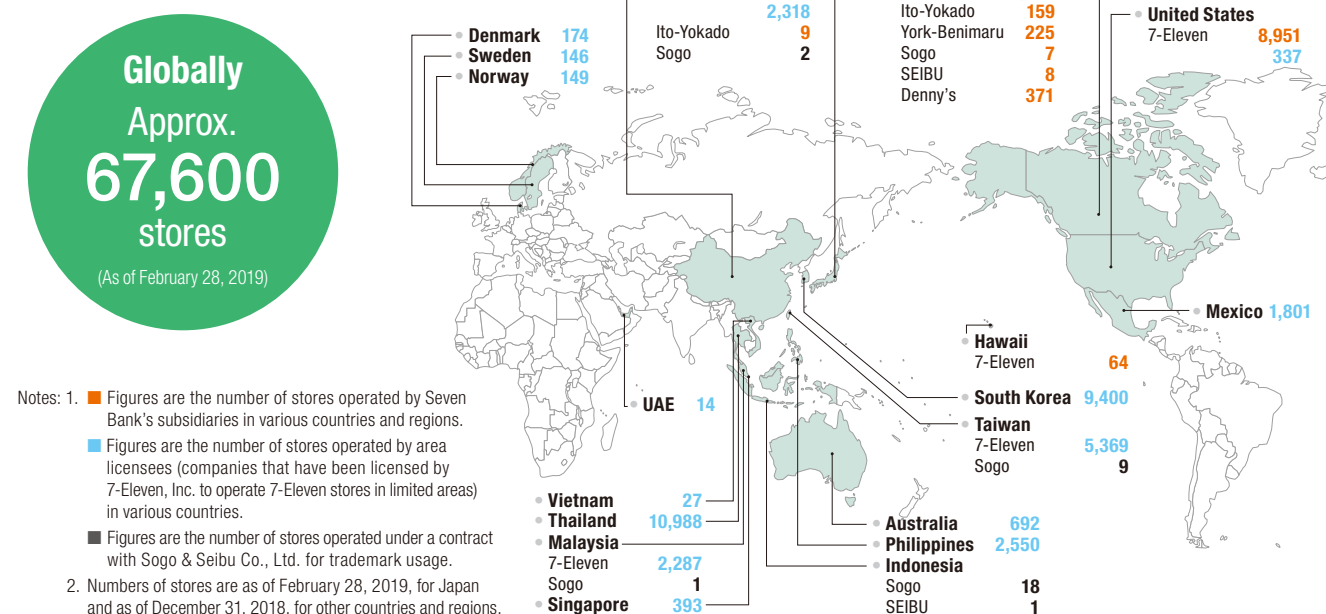 Globally
Approx.
67,600
stores
(As of February 28, 2019)
Denmark 174
Sweden 146
Norway 149
2,318
Ito-Yokado 9
Sogo 2
Ito-Yokado 159
York-Benimaru 225
Sogo 7
SEIBU 8
Denny's 371
United States
7-Eleven 8,951
337
Mexico 1,801
Hawaii
7-Eleven 64
South Korea 9,400
Taiwan
7-Eleven 5,369
Sogo 9
UAE 14
Vietnam 27
Thailand 10,988
Malaysia
7-Eleven 2,287
Sogo 1
Singapore 393
Australia 692
Philippines 2,550
Indonesia
Sogo 18
SEIBU 1
Notes: 1. Figures are the number of stores operated by Seven
Bank's subsidiaries in various countries and regions.
Figures are the number of stores operated by area
licensees (companies that have been licensed by
7-Eleven, Inc. to operate 7-Eleven stores in limited areas)
in various countries.
Figures are the number of stores operated under a contract
with Sogo & Seibu Co., Ltd. for trademark usage.
2. Numbers of stores are as of February 28, 2019, for Japan
and as of December 31, 2018, for other countries and regions.